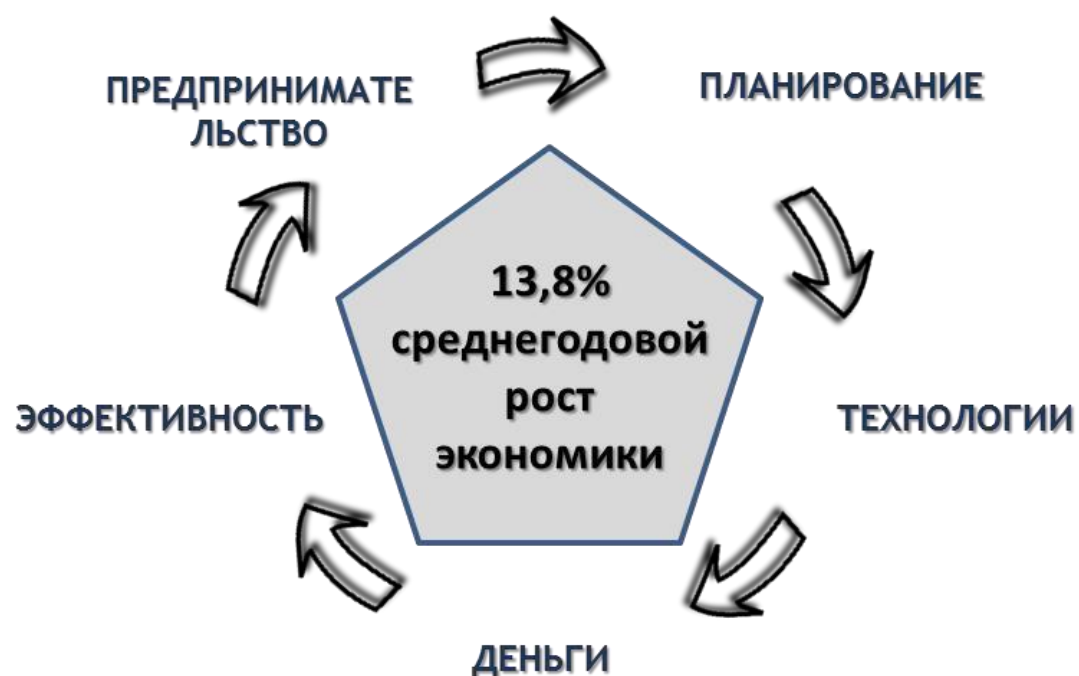 ПРЕДПРИНИМАТЕ
ЛЬСТВО
ПЛАНИРОВАНИЕ
13,8%
среднегодовой
рост
экономики
ЭФФЕКТИВНОСТЬ
ТЕХНОЛОГИИ
ДЕНЬГИ